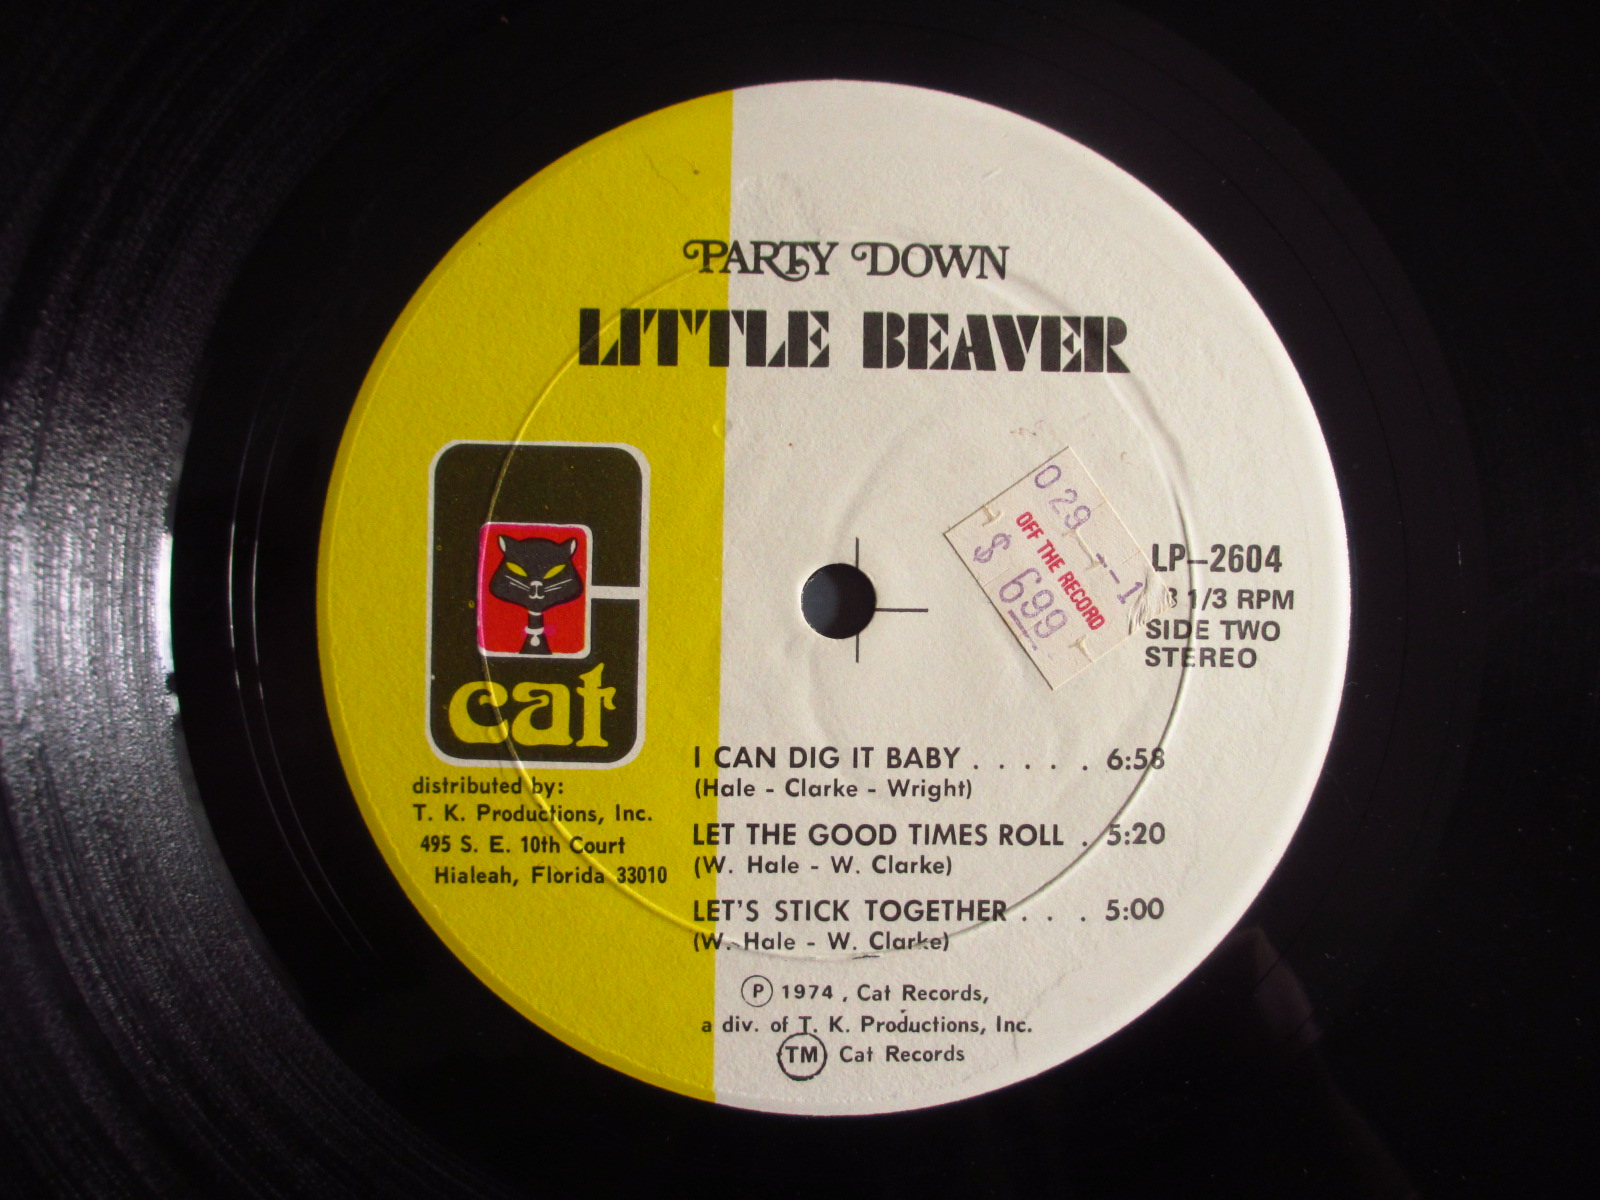 PARTY DOWN
LITTLE BEAVER
029 --1
OFF THE RECORD
$ 699
LP-2604
1/3 RPM
SIDE TWO
STEREO
cat
distributed by:
T. K. Productions, Inc.
495 S. E. 10th Court
Hialeah, Florida 33010
I CAN DIG IT BABY . . . . . 6:58
(Hale - Clarke - Wright)
LET THE GOOD TIMES ROLL . 5:20
(W. Hale - W. Clarke)
LET'S STICK TOGETHER . . . 5:00
(W. Hale - W. Clarke)
Ⓟ 1974 , Cat Records,
a div. of T. K. Productions, Inc.
TM Cat Records